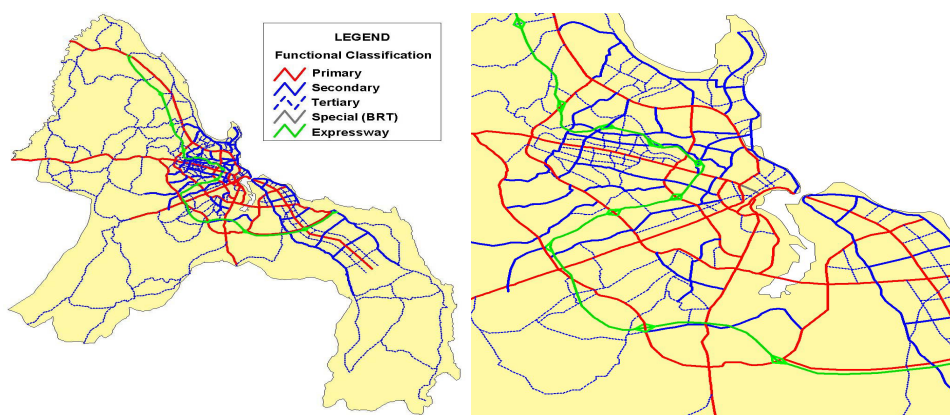 LEGEND
Functional Classification
Primary
Secondary
Tertiary
Special (BRT)
Expressway